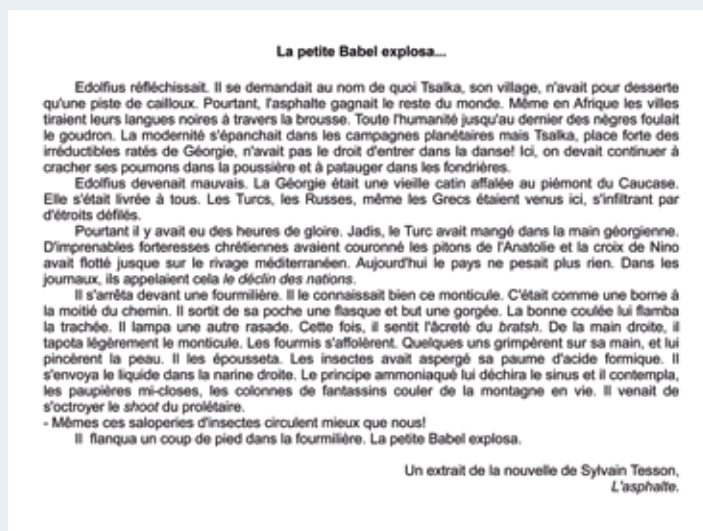 La petite Babel explosa...
Edolfius réfléchissait. Il se demandait au nom de quoi Tsalka, son village, n'avait pour desserte
qu'une piste de cailloux. Pourtant, l'asphalte gagnait le reste du monde. Même en Afrique les villes
tiraient leurs langues noires à travers la brousse. Toute l'humanité jusqu'au dernier des nègres foulait
le goudron. La modernité s'épanchait dans les campagnes planétaires mais Tsalka, place forte des
irréductibles ratés de Géorgie, n'avait pas le droit d'entrer dans la danse! Ici, on devait continuer à
cracher ses poumons dans la poussière et à patauger dans les fondrières.
Edolfius devenait mauvais. La Géorgie était une vieille catin affalée au piémont du Caucase.
Elle s'était livrée à tous. Les Turcs, les Russes, même les Grecs étaient venus ici, s'infiltrant par
d'étroits défilés.
Pourtant il y avait eu des heures de gloire. Jadis, le Turc avait mangé dans la main géorgienne.
D'imprenables forteresses chrétiennes avaient couronné les pitons de l'Anatolie et la croix de Nino
avait flotté jusque sur le rivage méditerranéen. Aujourd'hui le pays ne pesait plus rien. Dans les
journaux, ils appelaient cela le déclin des nations.
Il s'arrêta devant une fourmilière. Il le connaissait bien ce monticule. C'était comme une borne à
la moitié du chemin. Il sortit de sa poche une flasque et but une gorgée. La bonne coulée lui flamba
la trachée. Il lampa une autre rasade. Cette fois, il sentit l'âcreté du bratsh. De la main droite, il
tapota légèrement le monticule. Les fourmis s'affolèrent. Quelques uns grimpèrent sur sa main, et lui
pincèrent la peau. Il les épousseta. Les insectes avait aspergé sa paume d'acide formique. Il
s'envoya le liquide dans la narine droite. Le principe ammoniaqué lui déchira le sinus et il contempla,
les paupières mi-closes, les colonnes de fantassins couler de la montagne en vie. Il venait de
s'octroyer le shoot du prolétaire.
- Mêmes ces saloperies d'insectes circulent mieux que nous!
Il flanqua un coup de pied dans la fourmilière. La petite Babel explosa.
Un extrait de la nouvelle de Sylvain Tesson,
L'asphalte.